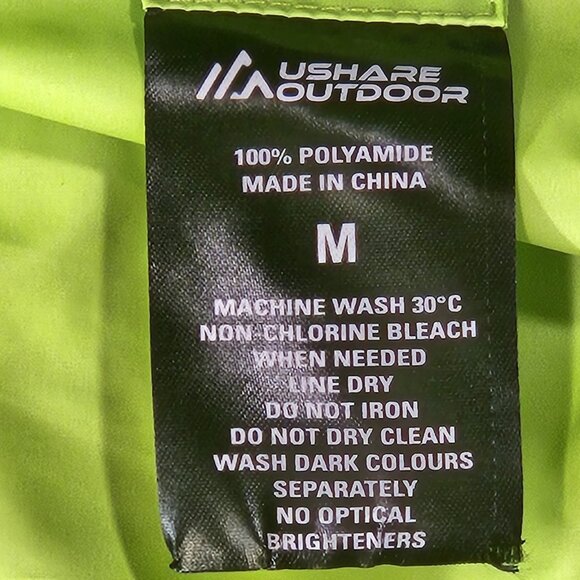 USHARE
OUTDOOR
100% POLYAMIDE
MADE IN CHINA
M
MACHINE WASH 30°C
NON-CHLORINE BLEACH
WHEN NEEDED
LINE DRY
DO NOT IRON
DO NOT DRY CLEAN
WASH DARK COLOURS
SEPARATELY
NO OPTICAL
BRIGHTENERS